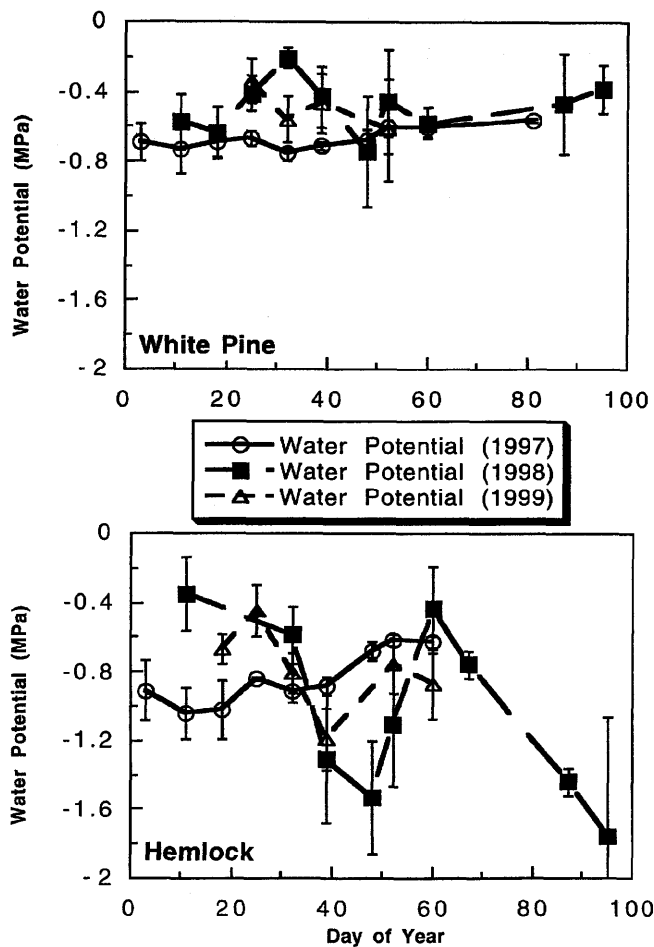 0
-0.4
-0.8
-1.2
-1.6
-2
Water Potential (MPa)
White Pine
0 20 40 60 80 100
Water Potential (1997)
Water Potential (1998)
Water Potential (1999)
0
-0.4
-0.8
-1.2
-1.6
-2
Water Potential (MPa)
Hemlock
0 20 40 60 80 100
Day of Year